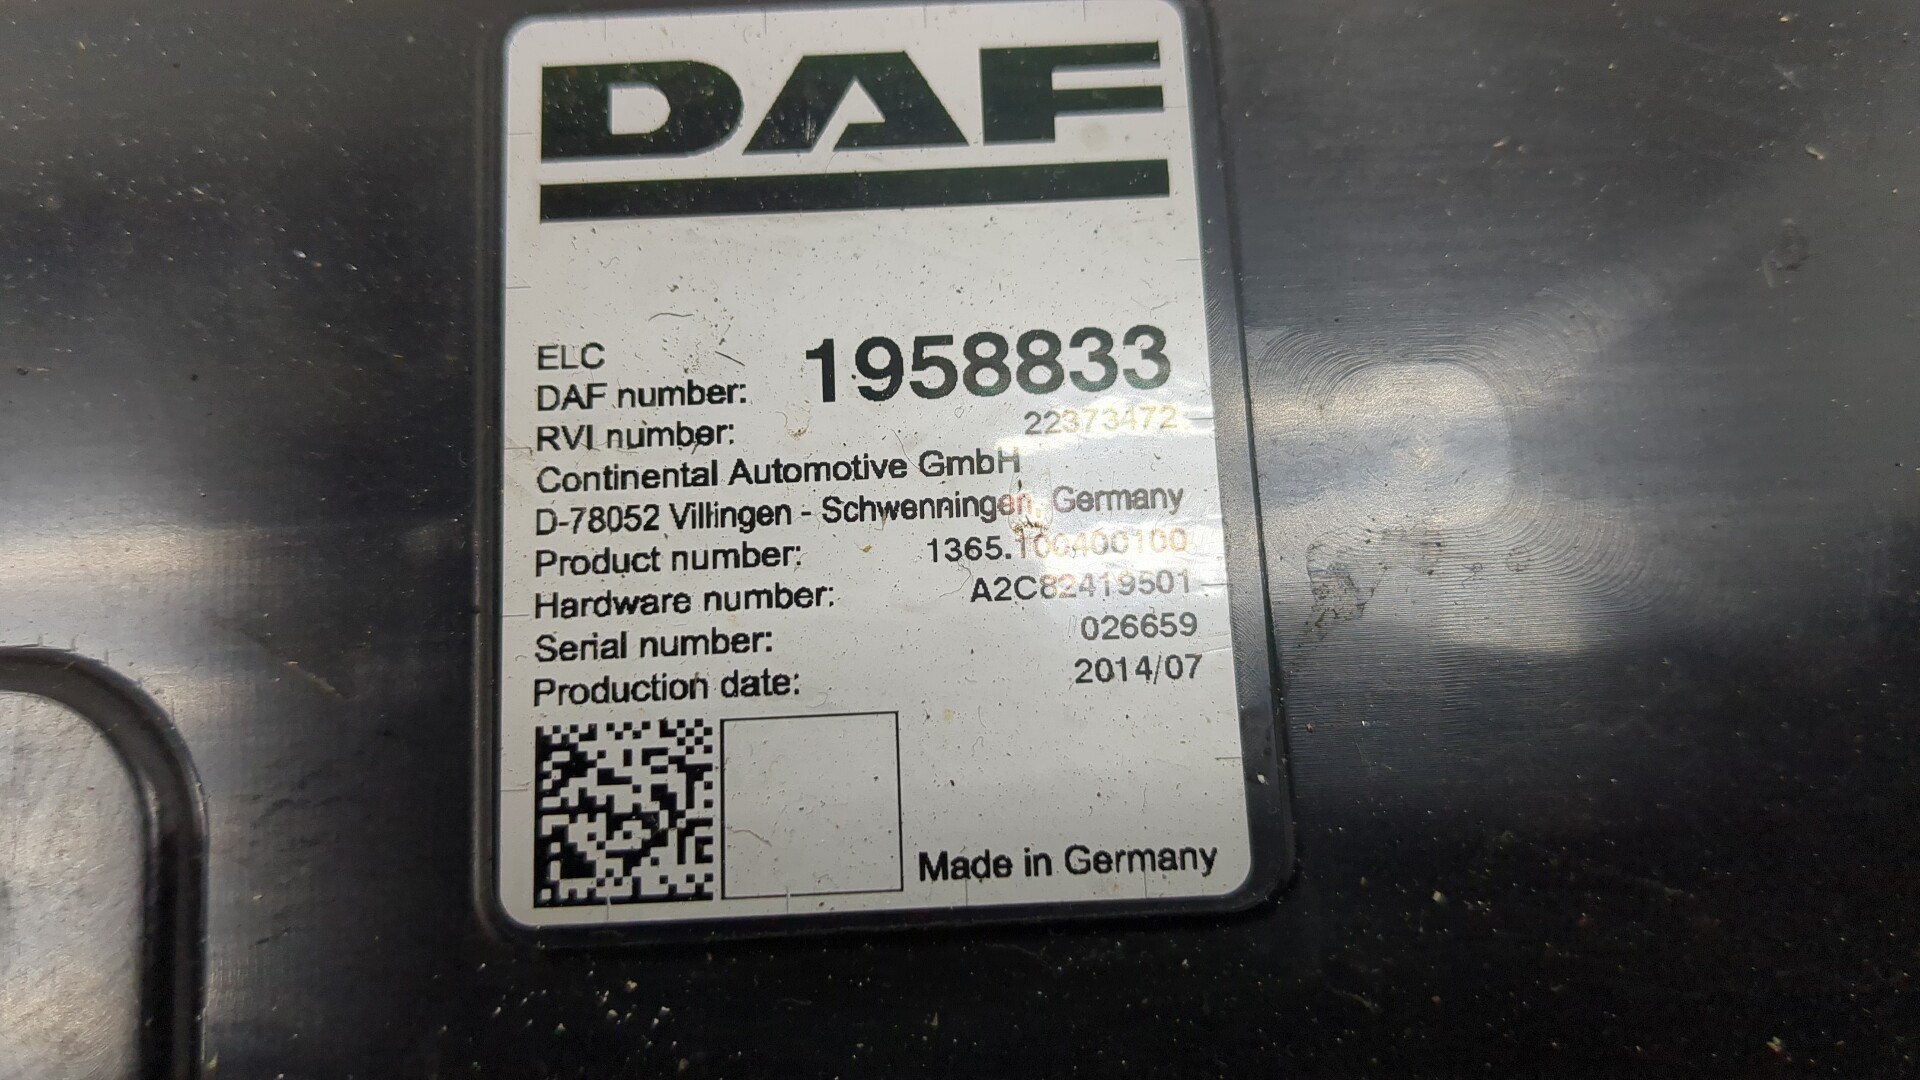 DAF
ELC
DAF number: 1958833
RVI number: 22373472
Continental Automotive GmbH
D-78052 Villingen - Schwenningen, Germany
Product number: 1365.100400100
Hardware number: A2C82419501
Serial number: 026659
Production date: 2014/07
Made in Germany